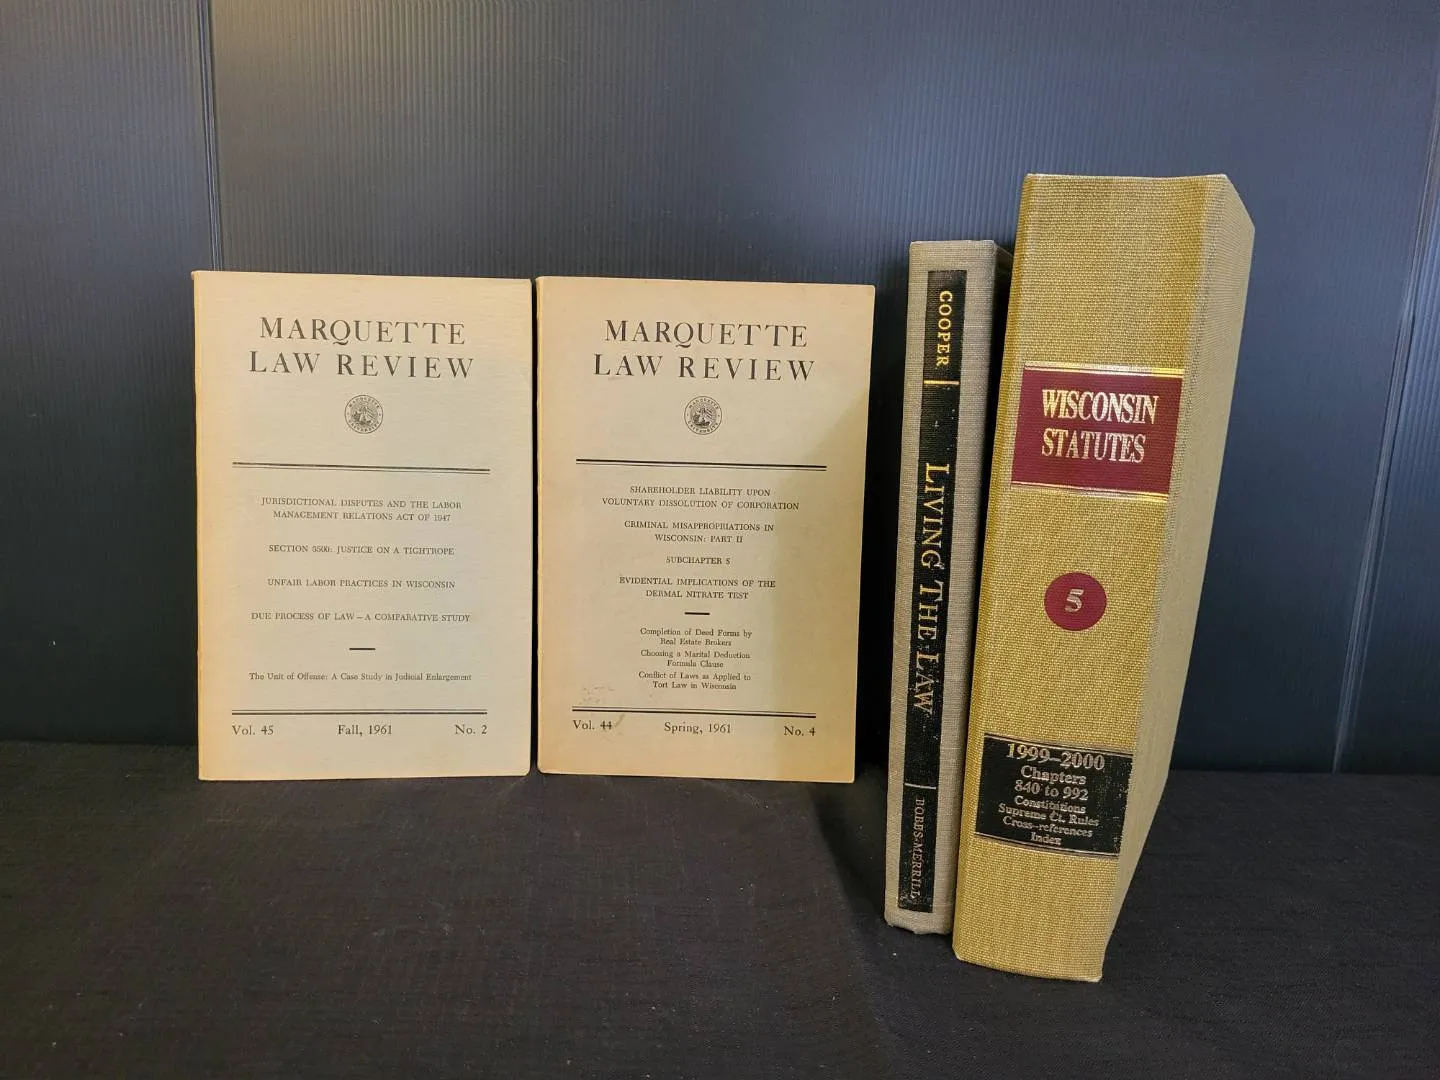 MARQUETTE
LAW REVIEW
MARQUETTE
UNIVERSITY
JURISDICTIONAL DISPUTES AND THE LABOR
MANAGEMENT RELATIONS ACT OF 1947
SECTION 3500: JUSTICE ON A TIGHTROPE
UNFAIR LABOR PRACTICES IN WISCONSIN
DUE PROCESS OF LAW – A COMPARATIVE STUDY
The Unit of Offense: A Case Study in Judicial Enlargement
Vol. 45 Fall, 1961 No. 2
MARQUETTE
LAW REVIEW
MARQUETTE
UNIVERSITY
SHAREHOLDER LIABILITY UPON
VOLUNTARY DISSOLUTION OF CORPORATION
CRIMINAL MISAPPROPRIATIONS IN
WISCONSIN: PART II
SUBCHAPTER S
EVIDENTIAL IMPLICATIONS OF THE
DERMAL NITRATE TEST
Completion of Deed Forms by
Real Estate Brokers
Choosing a Marital Deduction
Formula Clause
Conflict of Laws as Applied to
Tort Law in Wisconsin
Vol. 44 Spring, 1961 No. 4
COOPER
LIVING THE LAW
BOBBS-MERRILL
WISCONSIN
STATUTES
5
1999–2000
Chapters
840 to 992
Constitutions
Supreme Ct. Rules
Cross-references
Index